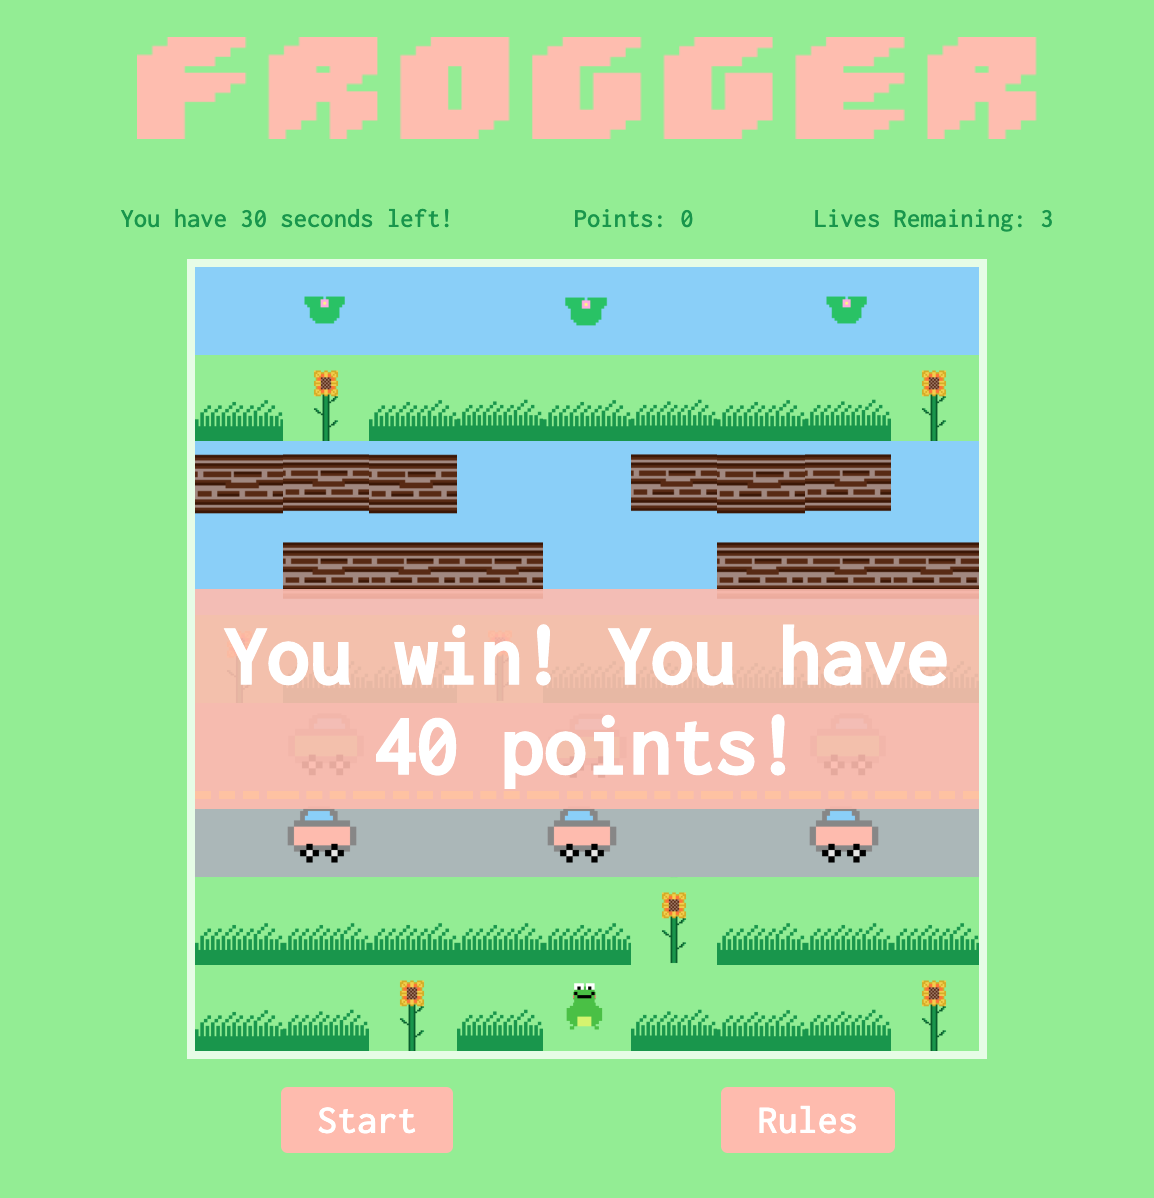 FROGGER
You have 30 seconds left!
Points: 0
Lives Remaining: 3
You win! You have
40 points!
Start
Rules